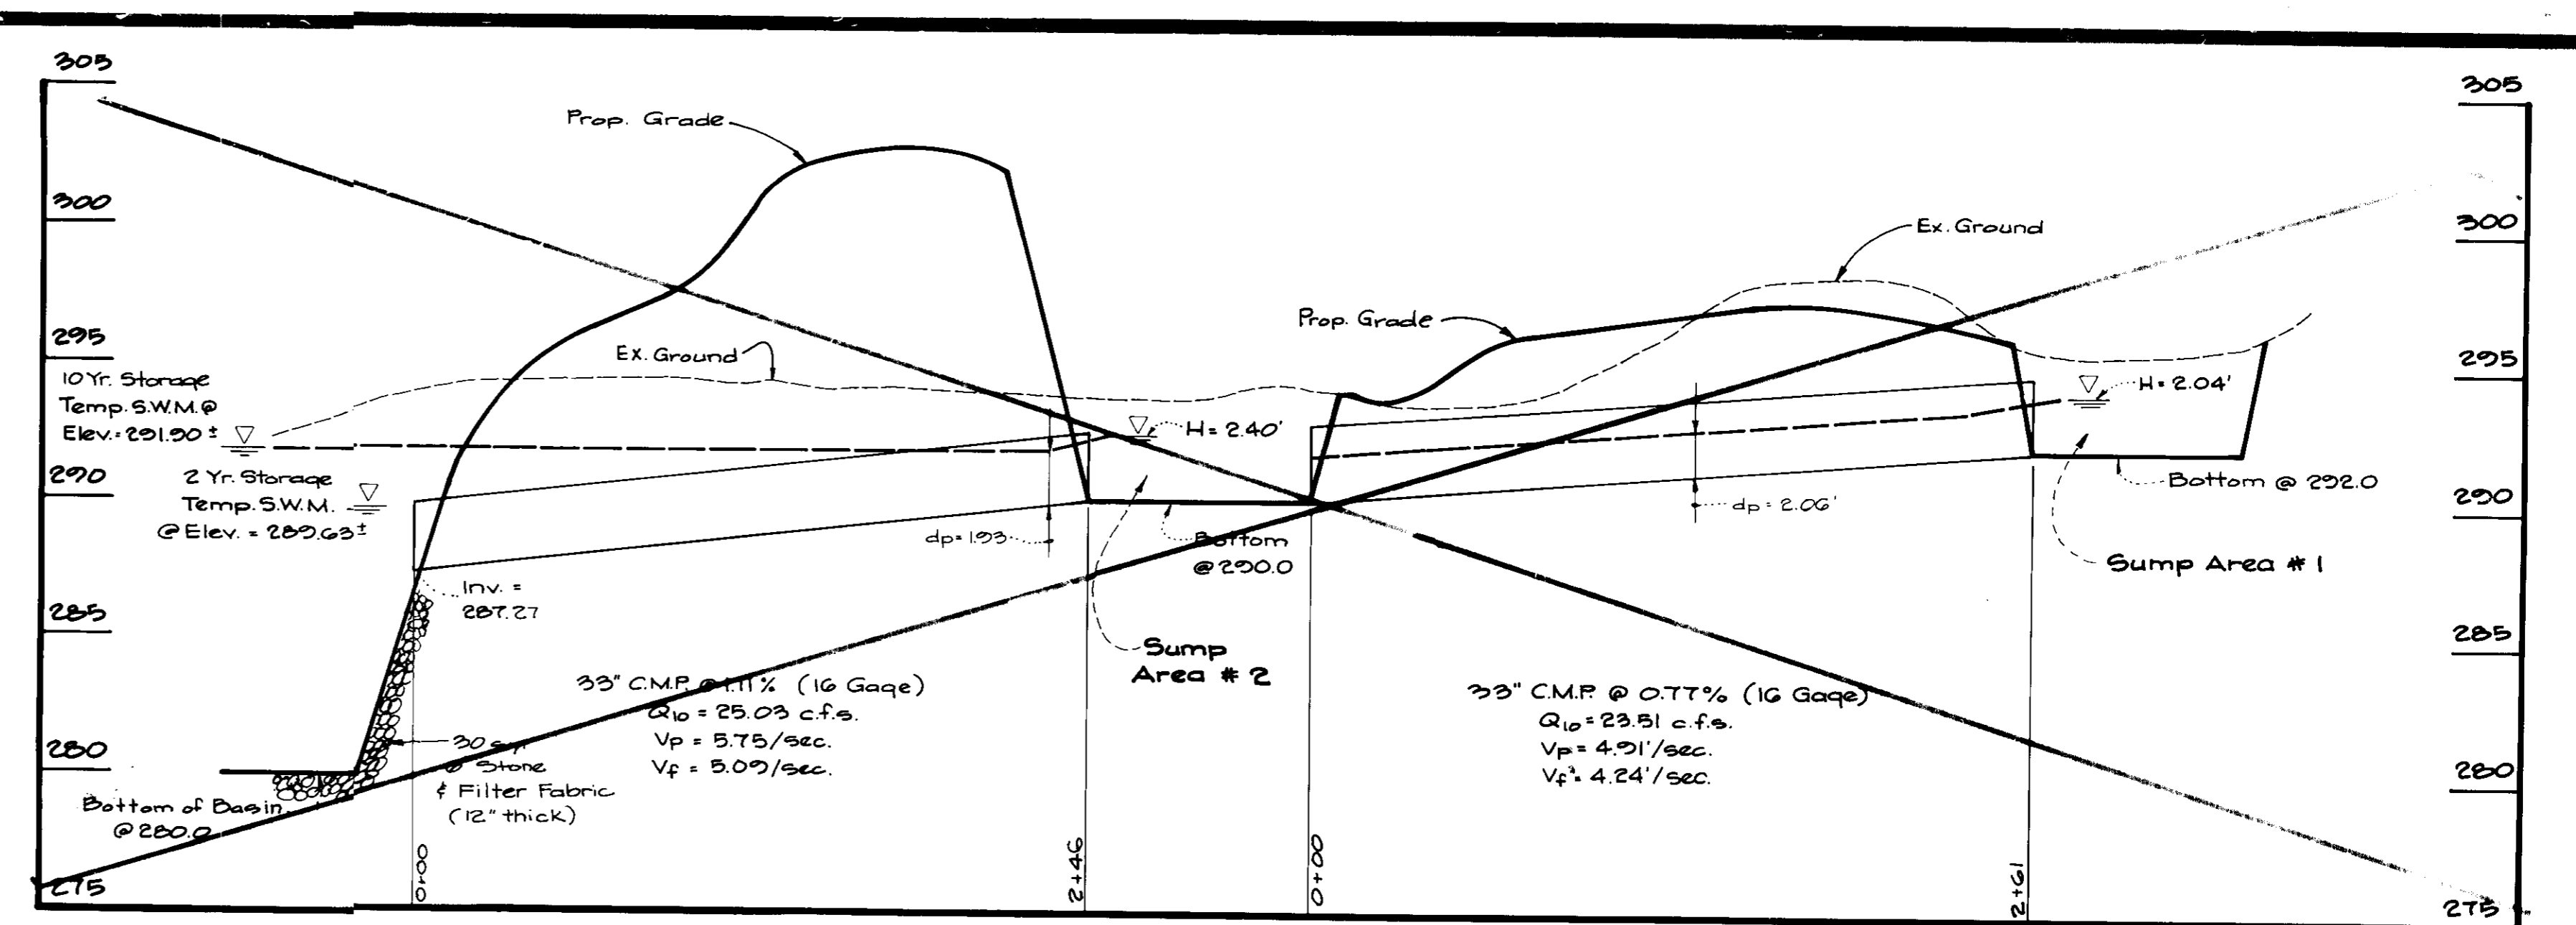 305
300
295
290
285
280
275
305
300
295
290
285
280
275
Prop. Grade
Ex. Ground
10 Yr. Storage
Temp. S.W.M. @
Elev. = 291.90 ±
2 Yr. Storage
Temp. S.W.M.
@ Elev. = 289.63 ±
Inv. =
287.27
33" C.M.P. @ 1.11% (16 Gage)
Q10 = 25.03 c.f.s.
Vp = 5.75/sec.
Vf = 5.09/sec.
Stone
& Filter Fabric
(12" thick)
Bottom of Basin
@ 280.0
dp = 1.93
H = 2.40'
Bottom
@ 290.0
Sump
Area # 2
0+00
2+46
0+00
2+61
Prop. Grade
Ex. Ground
H = 2.04'
dp = 2.06'
Bottom @ 292.0
Sump Area # 1
33" C.M.P. @ 0.77% (16 Gage)
Q10 = 23.51 c.f.s.
Vp = 4.91'/sec.
Vf = 4.24'/sec.